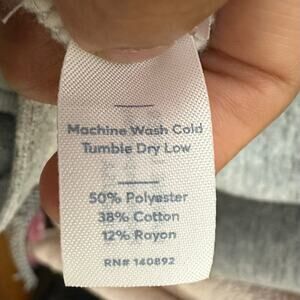 Machine Wash Cold
Tumble Dry Low
50% Polyester
38% Cotton
12% Rayon
RN# 140892